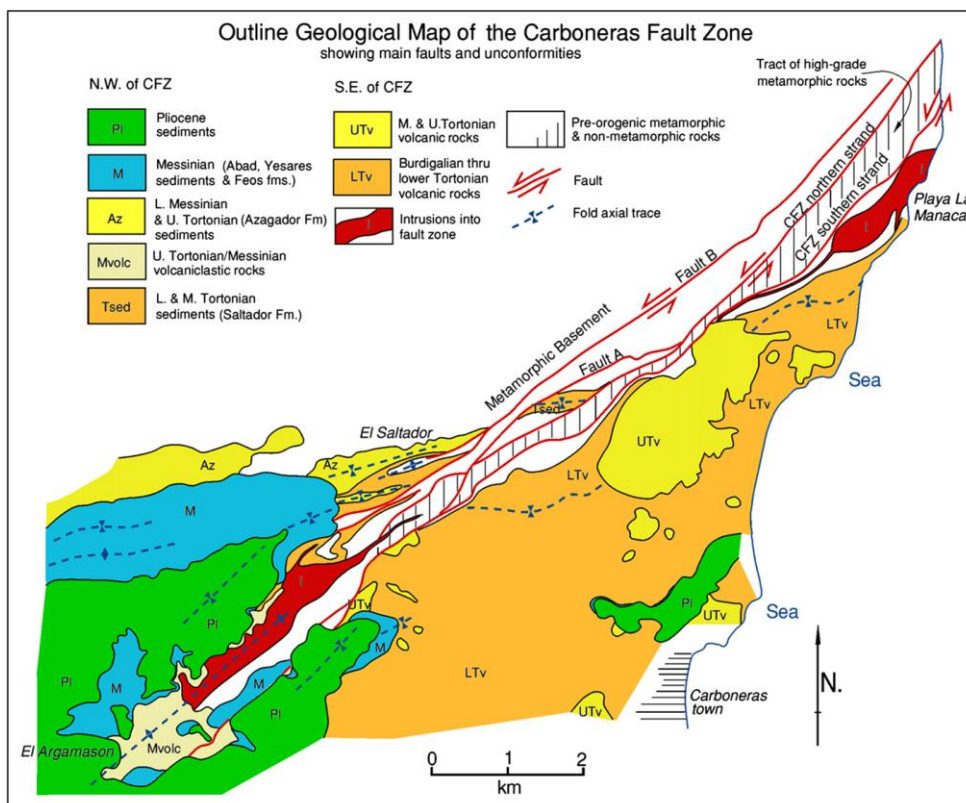 Outline Geological Map of the Carboneras Fault Zone
showing main faults and unconformities
N.W. of CFZ
Pl
Pliocene
sediments
M
Messinian (Abad, Yesares
sediments & Feos fms.)
Az
L. Messinian
& U. Tortonian (Azagador Fm)
sediments
Mvolc
U. Tortonian/Messinian
volcaniclastic rocks
Tsed
L. & M. Tortonian
sediments (Saltador Fm.)
S.E. of CFZ
UTv
M. & U.Tortonian
volcanic rocks
LTv
Burdigalian thru
lower Tortonian
volcanic rocks
I
Intrusions into
fault zone
Pre-orogenic metamorphic
& non-metamorphic rocks
Fault
Fold axial trace
Tract of high-grade
metamorphic rocks
CFZ northern strand
CFZ southern strand
I
Playa La
Manaca
Fault B
Metamorphic Basement
Fault A
LTv
Sea
LTv
Tsed
El Saltador
Az
Az
UTv
LTv
M
I
Pl
UTv
Pl
UTv
Sea
M
M
LTv
Pl
M
Pl
Carboneras
town
UTv
N.
El Argamason
Mvolc
0 1 2
km